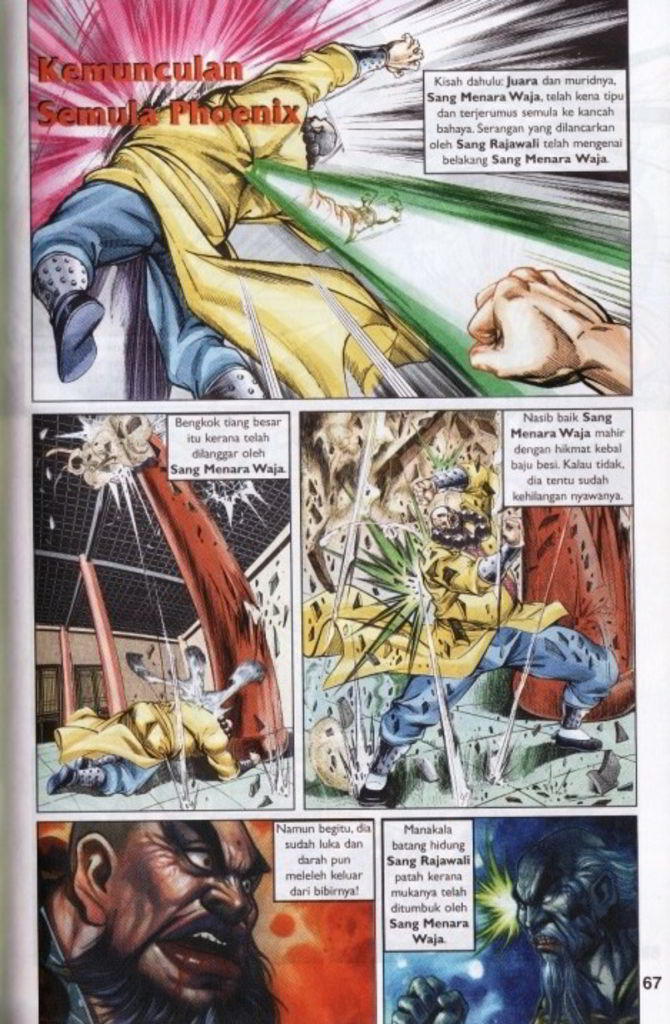 Kemunculan
Semula Phoenix
Kisah dahulu: Juara dan muridnya,
Sang Menara Waja, telah kena tipu
dan terjerumus semula ke kancah
bahaya. Serangan yang dilancarkan
oleh Sang Rajawali telah mengenai
belakang Sang Menara Waja.
Bengkok tiang besar
itu kerana telah
dilanggar oleh
Sang Menara Waja.
Nasib baik Sang
Menara Waja mahir
dengan hikmat kebal
baju besi. Kalau tidak,
dia tentu sudah
kehilangan nyawanya.
Namun begitu, dia
sudah luka dan
darah pun
meleleh keluar
dari bibirnya!
Manakala
batang hidung
Sang Rajawali
patah kerana
mukanya telah
ditumbuk oleh
Sang Menara
Waja.
67